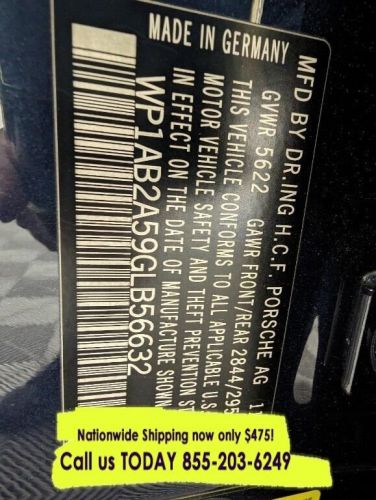 MFD BY DR.ING H.C.F. PORSCHE AG
GVWR 5622 GAWR FRONT/REAR 2844/295
THIS VEHICLE CONFORMS TO ALL APPLICABLE U.S.
MOTOR VEHICLE SAFETY AND THEFT PREVENTION ST
IN EFFECT ON THE DATE OF MANUFACTURE SHOWN
WP1AB2A59GLB56632
MADE IN GERMANY
Nationwide Shipping now only $475!
Call us TODAY 855-203-6249